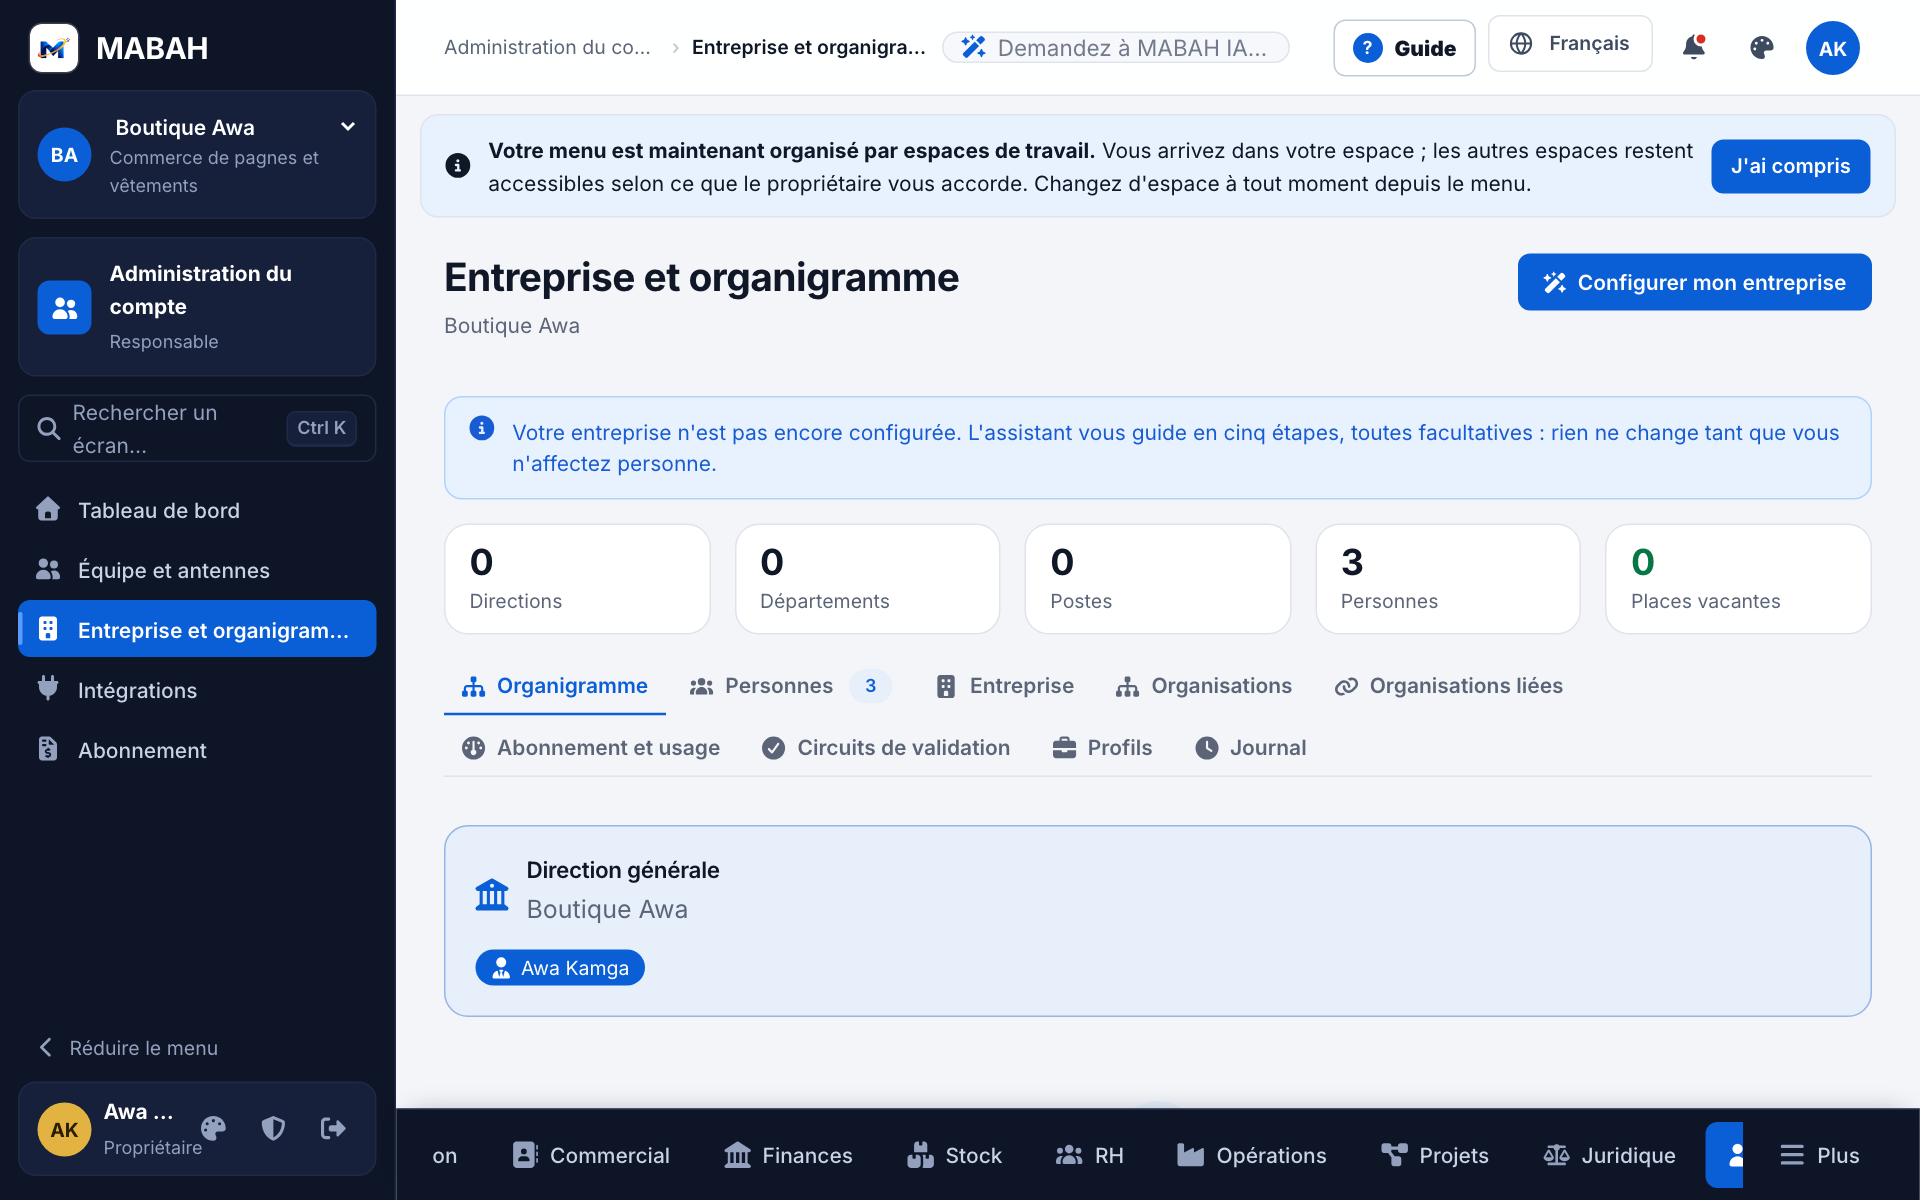 MABAH
BA
Boutique Awa
Commerce de pagnes et
vêtements
Administration du
compte
Responsable
Rechercher un
écran...
Ctrl K
Tableau de bord
Équipe et antennes
Entreprise et organigram...
Intégrations
Abonnement
Réduire le menu
AK
Awa ...
Propriétaire
Administration du co...
Entreprise et organigra...
Demandez à MABAH IA...
? Guide
Français
AK
Votre menu est maintenant organisé par espaces de travail. Vous arrivez dans votre espace ; les autres espaces restent
accessibles selon ce que le propriétaire vous accorde. Changez d'espace à tout moment depuis le menu.
J'ai compris
Entreprise et organigramme
Boutique Awa
Configurer mon entreprise
Votre entreprise n'est pas encore configurée. L'assistant vous guide en cinq étapes, toutes facultatives : rien ne change tant que vous
n'affectez personne.
0
Directions
0
Départements
0
Postes
3
Personnes
0
Places vacantes
Organigramme
Personnes 3
Entreprise
Organisations
Organisations liées
Abonnement et usage
Circuits de validation
Profils
Journal
Direction générale
Boutique Awa
Awa Kamga
on
Commercial
Finances
Stock
RH
Opérations
Projets
Juridique
Plus